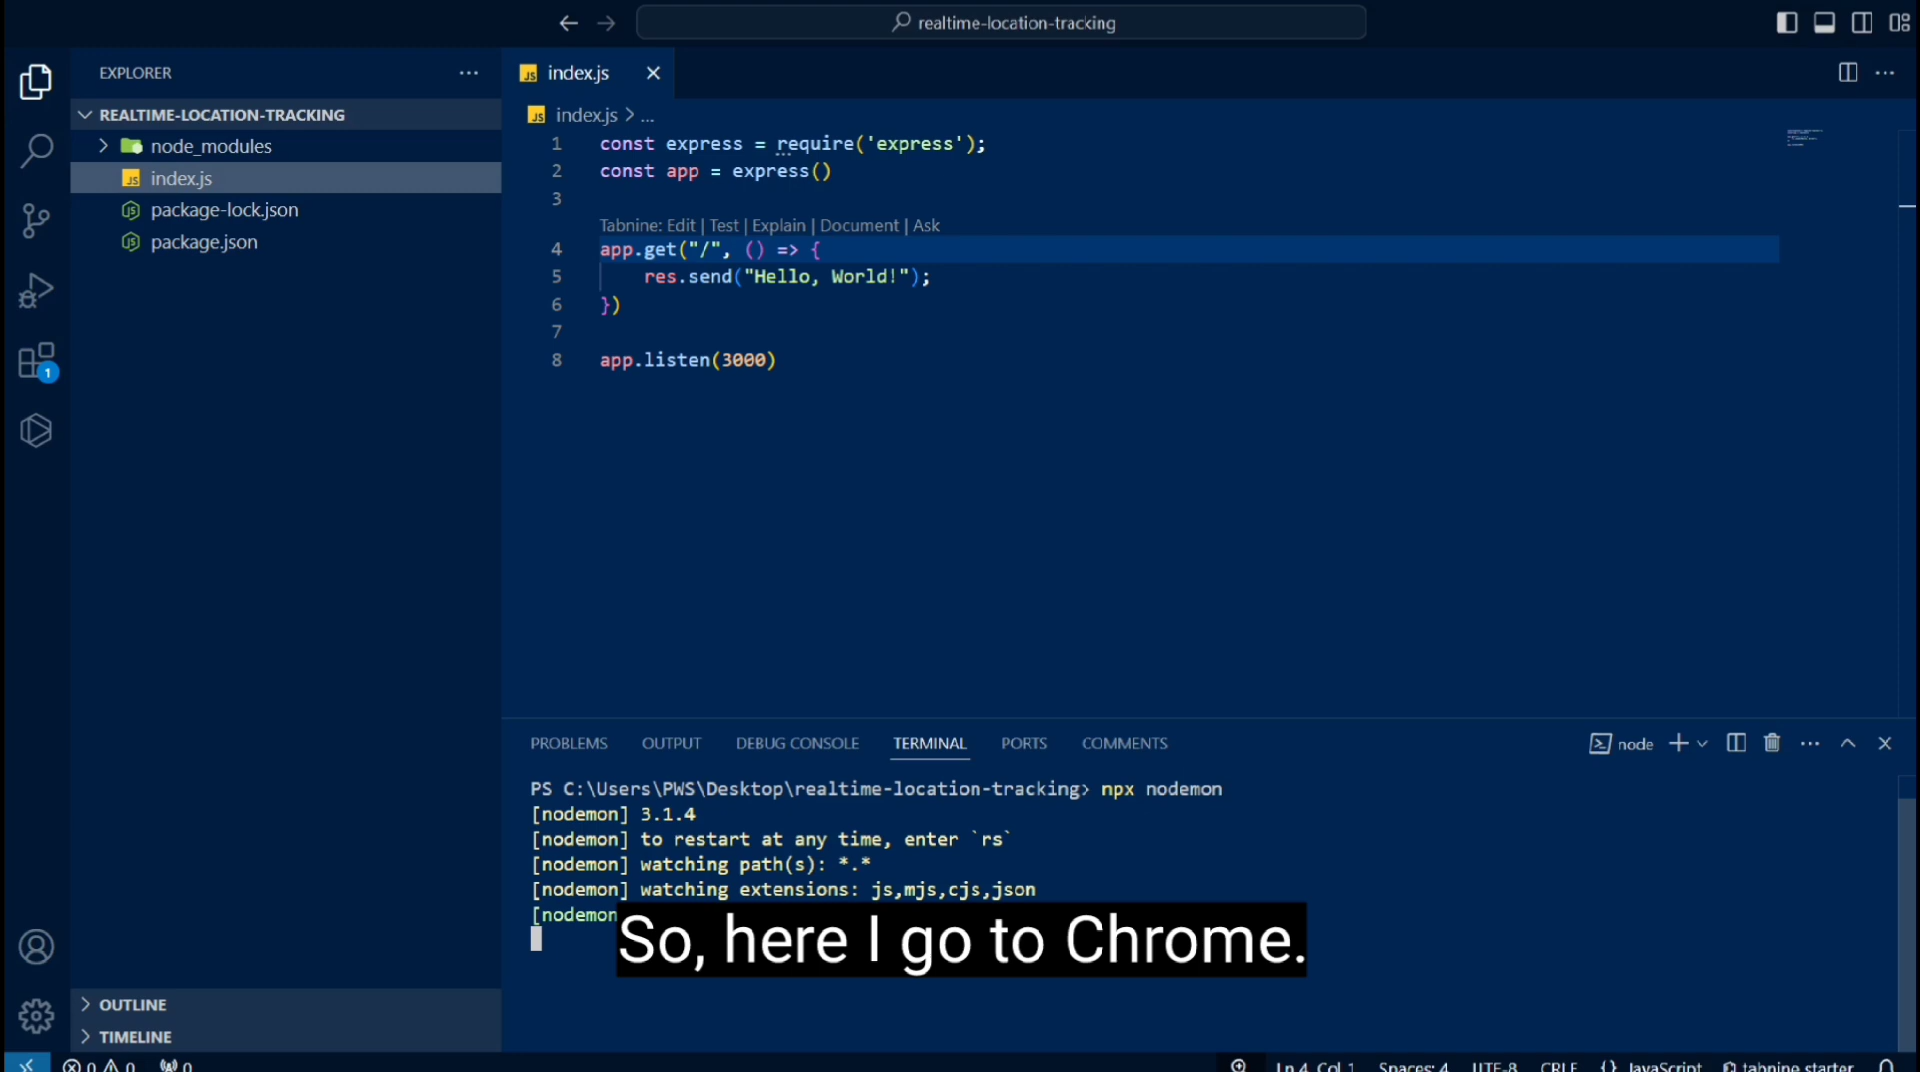 realtime-location-tracking
EXPLORER
REALTIME-LOCATION-TRACKING
node_modules
index.js
package-lock.json
package.json
OUTLINE
TIMELINE
index.js
index.js > ...
1 const express = require('express');
2 const app = express()
3
Tabnine: Edit | Test | Explain | Document | Ask
4 app.get("/", () => {
5 res.send("Hello, World!");
6 })
7
8 app.listen(3000)
PROBLEMS OUTPUT DEBUG CONSOLE TERMINAL PORTS COMMENTS
node
PS C:\Users\PWS\Desktop\realtime-location-tracking> npx nodemon
[nodemon] 3.1.4
[nodemon] to restart at any time, enter `rs`
[nodemon] watching path(s): *.*
[nodemon] watching extensions: js,mjs,cjs,json
[nodemon
So, here I go to Chrome.
1
0 0 0
Ln 4, Col 1 Spaces: 4 UTF-8 CRLF {} JavaScript tabnine starter